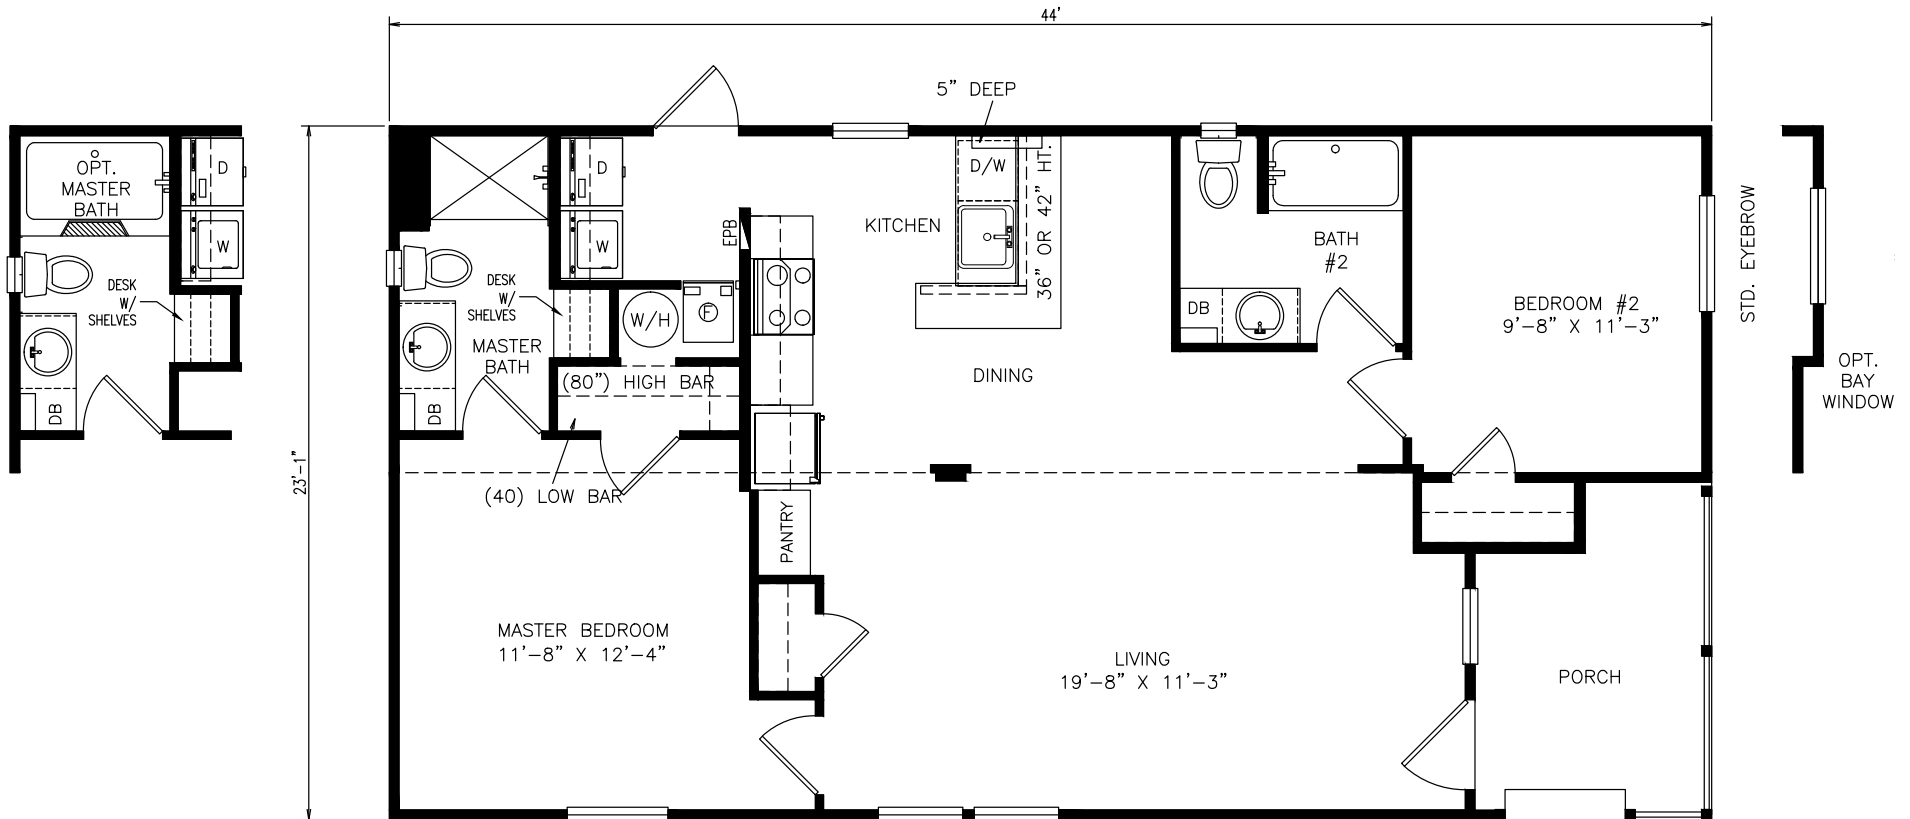 44'
5" DEEP
OPT.
MASTER
BATH
D
W
DESK
W/
SHELVES
DB
23'-1"
D
W
DESK
W/
SHELVES
MASTER
BATH
DB
W/H
F
EPB
(80") HIGH BAR
(40) LOW BAR
KITCHEN
D/W
36" OR 42" HT.
DINING
BATH
#2
DB
BEDROOM #2
9'-8" X 11'-3"
STD. EYEBROW
OPT.
BAY
WINDOW
PANTRY
MASTER BEDROOM
11'-8" X 12'-4"
LIVING
19'-8" X 11'-3"
PORCH